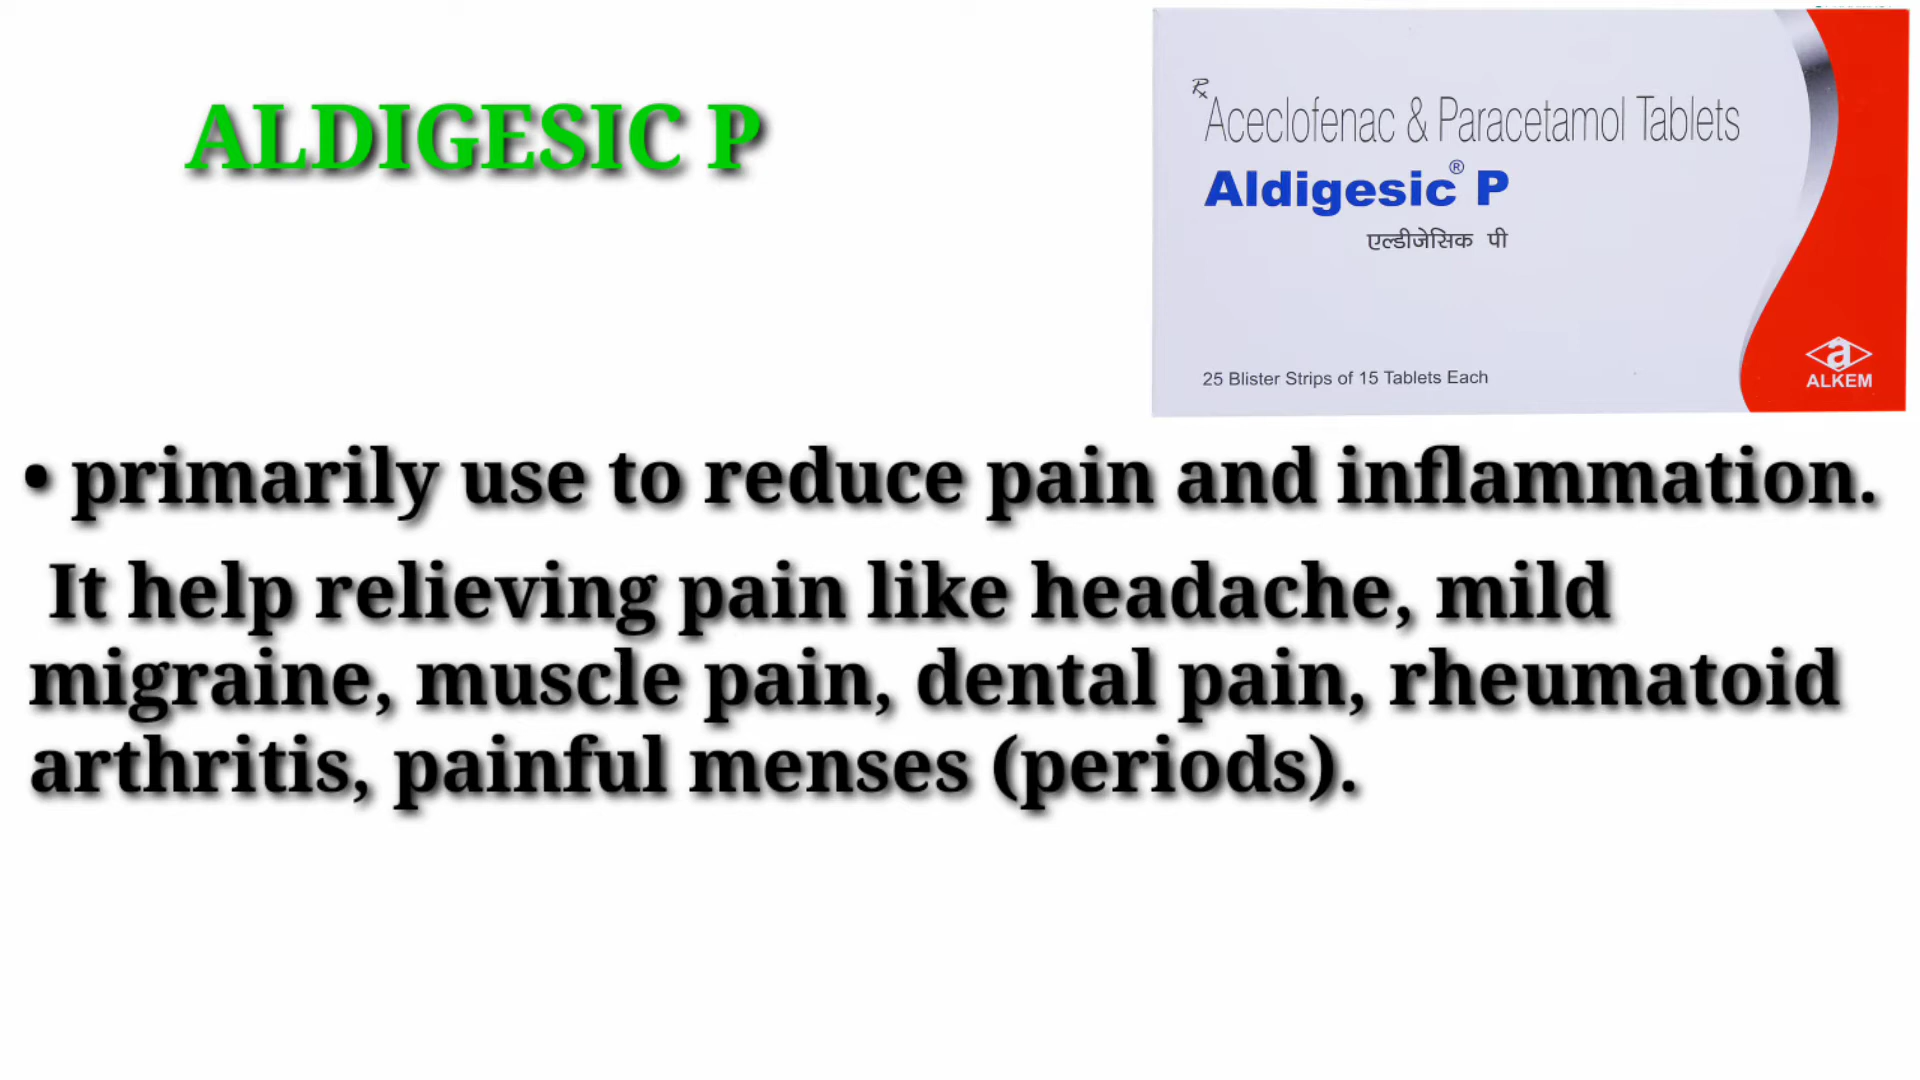 ALDIGESIC P
Rx
Aceclofenac & Paracetamol Tablets
Aldigesic® P
एल्डीजेसिक पी
25 Blister Strips of 15 Tablets Each
a
ALKEM
• primarily use to reduce pain and inflammation.
It help relieving pain like headache, mild
migraine, muscle pain, dental pain, rheumatoid
arthritis, painful menses (periods).